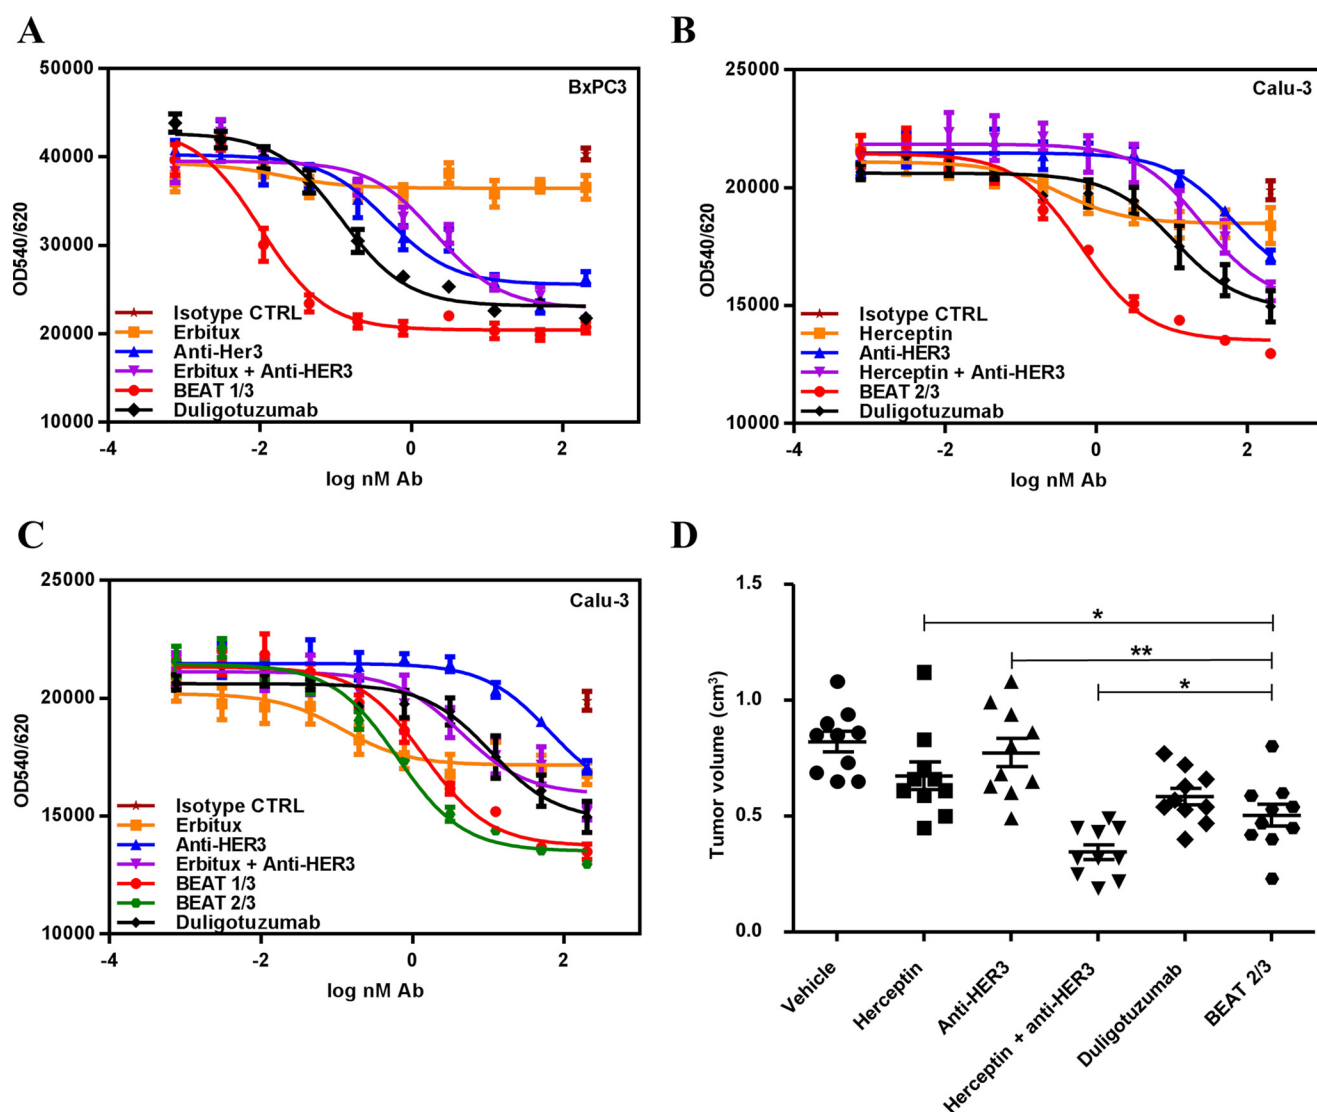 A
BxPC3
50000
40000
30000
20000
10000
OD540/620
Isotype CTRL
Erbitux
Anti-Her3
Erbitux + Anti-HER3
BEAT 1/3
Duligotuzumab
-4 -2 0 2
log nM Ab
B
Calu-3
25000
20000
15000
10000
OD540/620
Isotype CTRL
Herceptin
Anti-HER3
Herceptin + Anti-HER3
BEAT 2/3
Duligotuzumab
-4 -2 0 2
log nM Ab
C
Calu-3
25000
20000
15000
10000
OD540/620
Isotype CTRL
Erbitux
Anti-HER3
Erbitux + Anti-HER3
BEAT 1/3
BEAT 2/3
Duligotuzumab
-4 -2 0 2
log nM Ab
D
1.5
1.0
0.5
0.0
Tumor volume (cm³)
*
**
*
Vehicle
Herceptin
Anti-HER3
Herceptin + anti-HER3
Duligotuzumab
BEAT 2/3